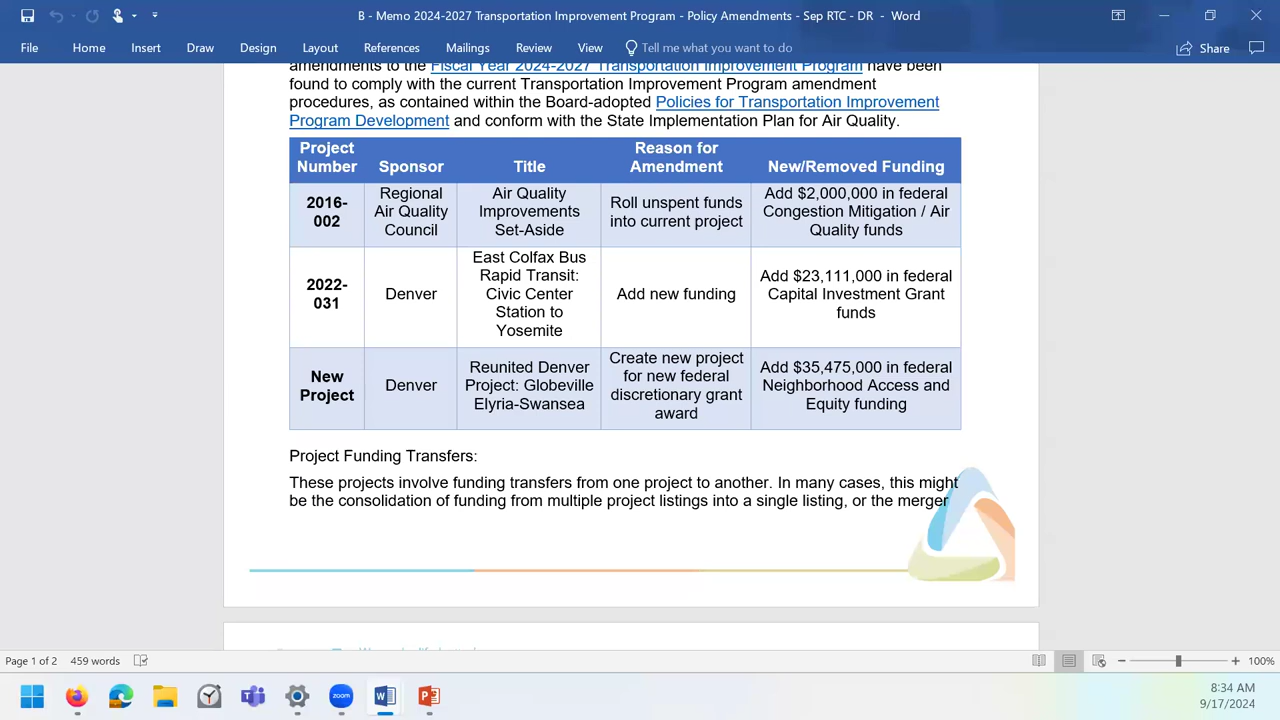 B - Memo 2024-2027 Transportation Improvement Program - Policy Amendments - Sep RTC - DR - Word
File Home Insert Draw Design Layout References Mailings Review View Tell me what you want to do Share
amendments to the Fiscal Year 2024-2027 Transportation Improvement Program have been
found to comply with the current Transportation Improvement Program amendment
procedures, as contained within the Board-adopted Policies for Transportation Improvement
Program Development and conform with the State Implementation Plan for Air Quality.
Project
Number
Sponsor
Title
Reason for
Amendment
New/Removed Funding
2016-
002
Regional
Air Quality
Council
Air Quality
Improvements
Set-Aside
Roll unspent funds
into current project
Add $2,000,000 in federal
Congestion Mitigation / Air
Quality funds
2022-
031
Denver
East Colfax Bus
Rapid Transit:
Civic Center
Station to
Yosemite
Add new funding
Add $23,111,000 in federal
Capital Investment Grant
funds
New
Project
Denver
Reunited Denver
Project: Globeville
Elyria-Swansea
Create new project
for new federal
discretionary grant
award
Add $35,475,000 in federal
Neighborhood Access and
Equity funding
Project Funding Transfers:
These projects involve funding transfers from one project to another. In many cases, this might
be the consolidation of funding from multiple project listings into a single listing, or the merger
Page 1 of 2 459 words 100%
zoom
8:34 AM
9/17/2024